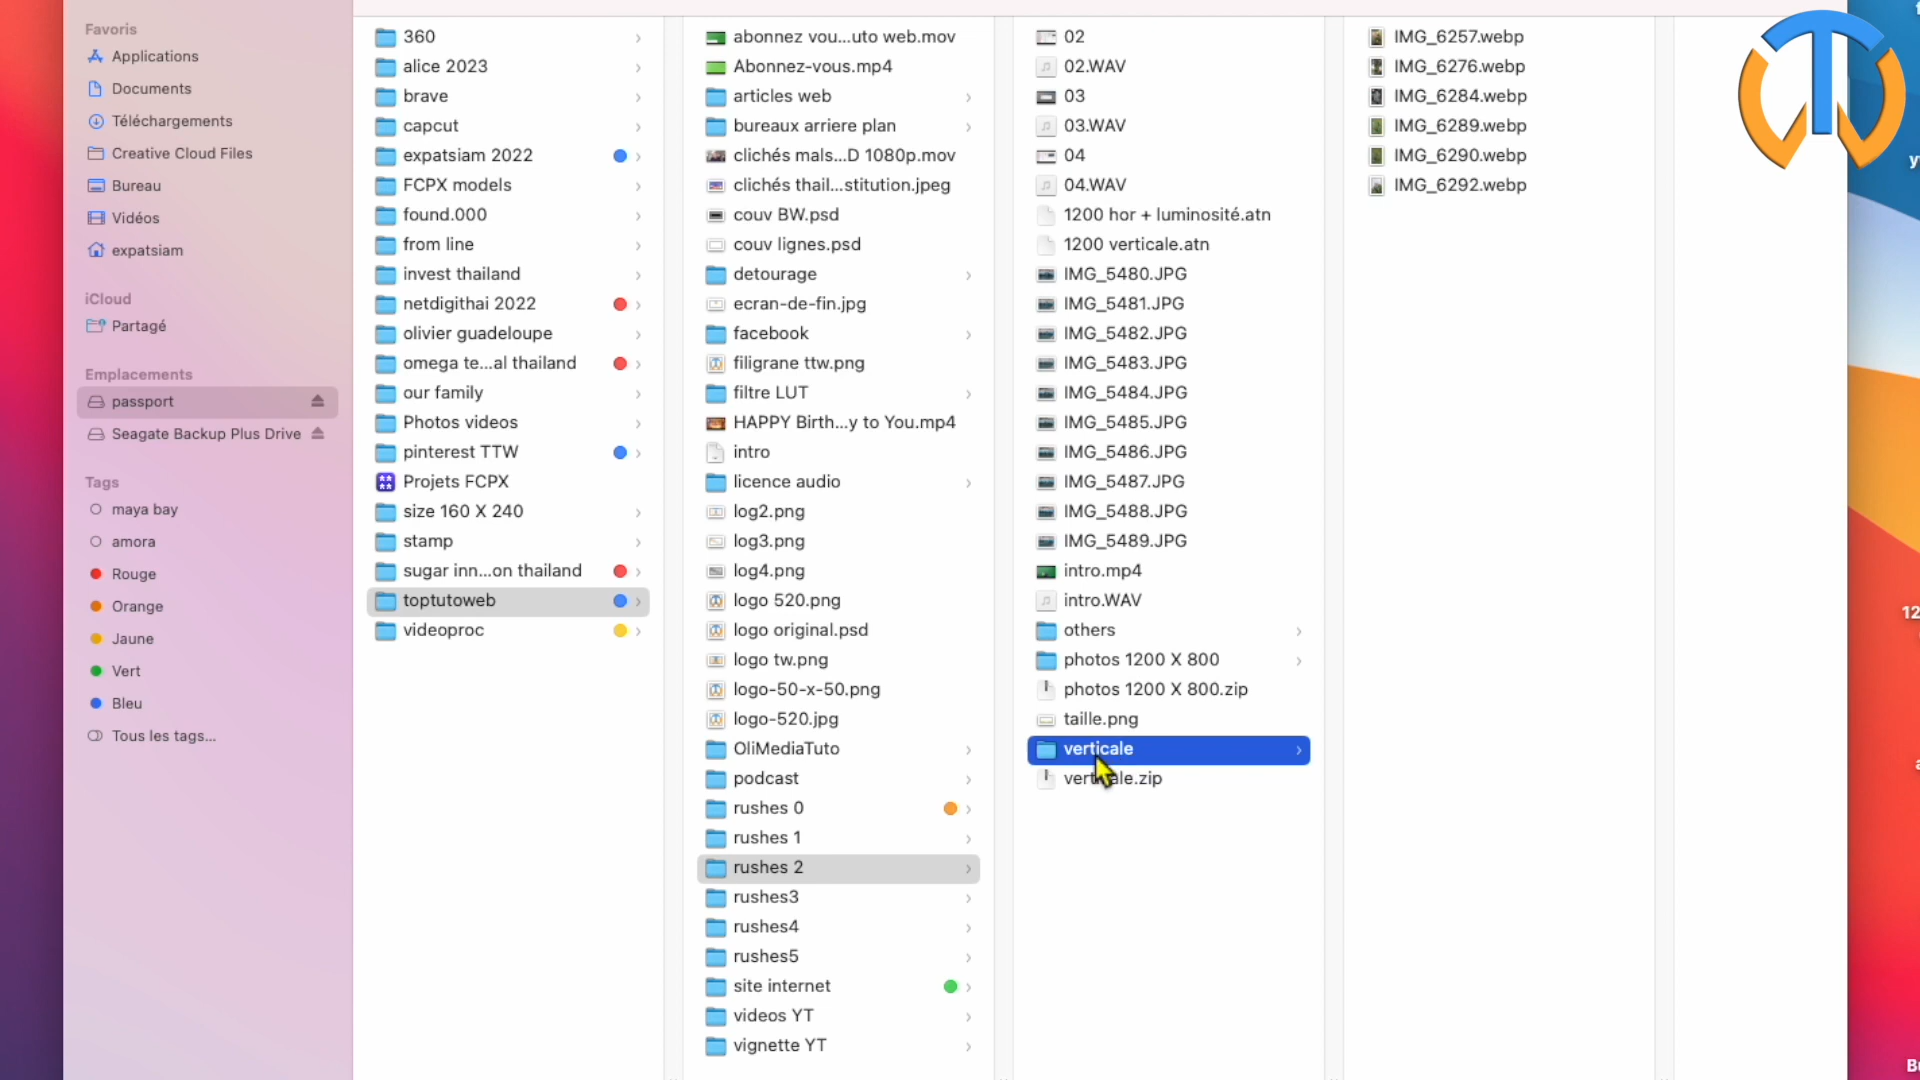 Favoris
Applications
Documents
Téléchargements
Creative Cloud Files
Bureau
Vidéos
expatsiam
iCloud
Partagé
Emplacements
passport
Seagate Backup Plus Drive
Tags
maya bay
amora
Rouge
Orange
Jaune
Vert
Bleu
Tous les tags...
360
alice 2023
brave
capcut
expatsiam 2022
FCPX models
found.000
from line
invest thailand
netdigithai 2022
olivier guadeloupe
omega te...al thailand
our family
Photos videos
pinterest TTW
Projets FCPX
size 160 X 240
stamp
sugar inn...on thailand
toptutoweb
videoproc
abonnez vou...uto web.mov
Abonnez-vous.mp4
articles web
bureaux arriere plan
clichés mals...D 1080p.mov
clichés thail...stitution.jpeg
couv BW.psd
couv lignes.psd
detourage
ecran-de-fin.jpg
facebook
filigrane ttw.png
filtre LUT
HAPPY Birth...y to You.mp4
intro
licence audio
log2.png
log3.png
log4.png
logo 520.png
logo original.psd
logo tw.png
logo-50-x-50.png
logo-520.jpg
OliMediaTuto
podcast
rushes 0
rushes 1
rushes 2
rushes3
rushes4
rushes5
site internet
videos YT
vignette YT
02
02.WAV
03
03.WAV
04
04.WAV
1200 hor + luminosité.atn
1200 verticale.atn
IMG_5480.JPG
IMG_5481.JPG
IMG_5482.JPG
IMG_5483.JPG
IMG_5484.JPG
IMG_5485.JPG
IMG_5486.JPG
IMG_5487.JPG
IMG_5488.JPG
IMG_5489.JPG
intro.mp4
intro.WAV
others
photos 1200 X 800
photos 1200 X 800.zip
taille.png
verticale
verticale.zip
IMG_6257.webp
IMG_6276.webp
IMG_6284.webp
IMG_6289.webp
IMG_6290.webp
IMG_6292.webp